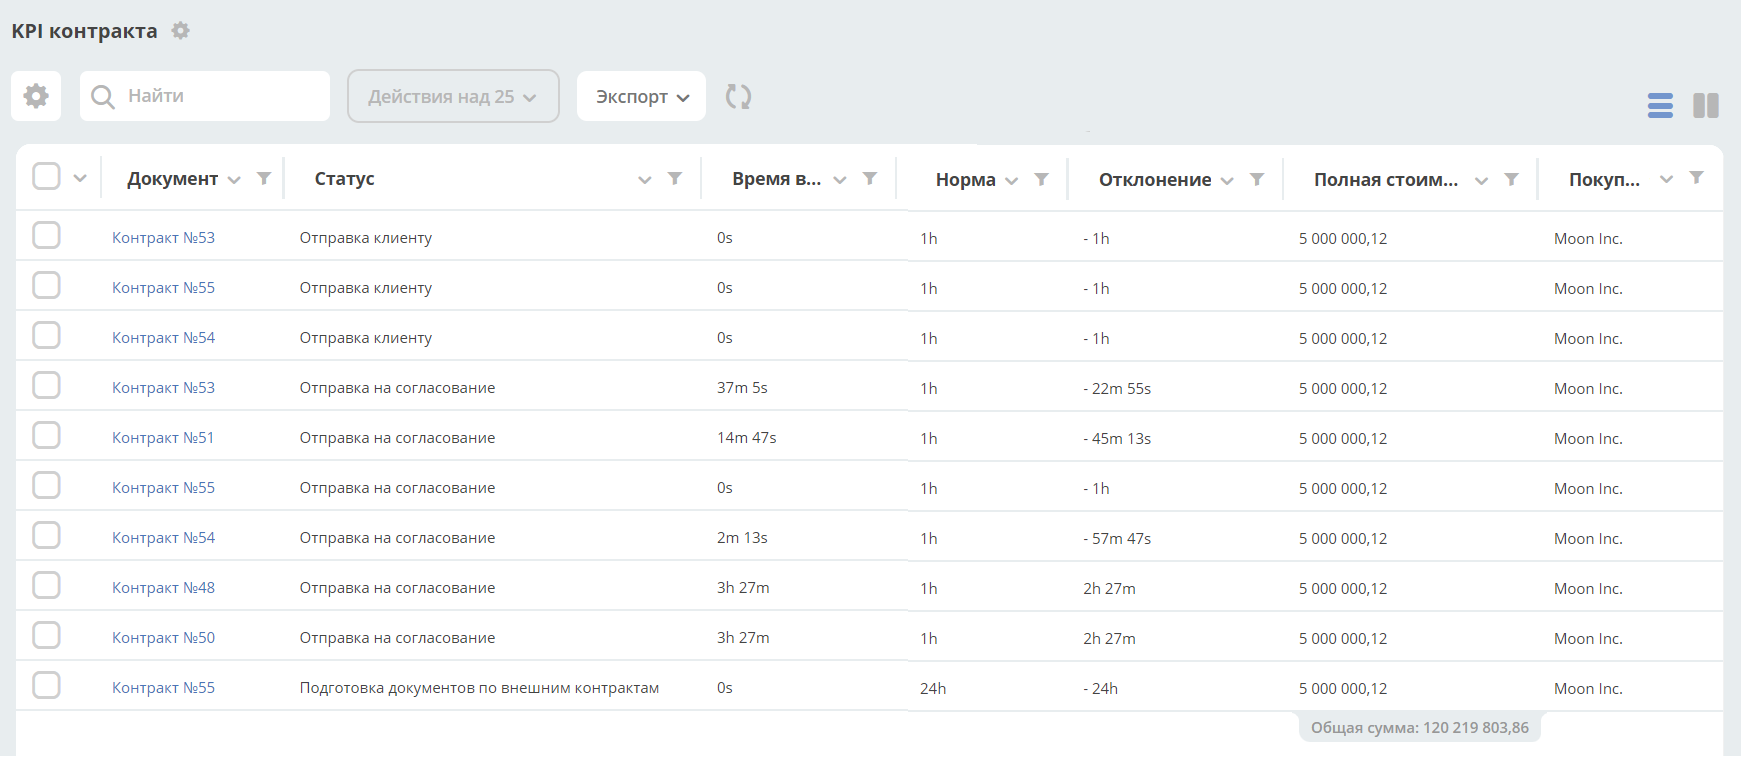 KPI контракта
Найти Действия над 25 Экспорт
Документ Статус Время в... Норма Отклонение Полная стоим... Покуп...
Контракт №53 Отправка клиенту 0s 1h - 1h 5 000 000,12 Moon Inc.
Контракт №55 Отправка клиенту 0s 1h - 1h 5 000 000,12 Moon Inc.
Контракт №54 Отправка клиенту 0s 1h - 1h 5 000 000,12 Moon Inc.
Контракт №53 Отправка на согласование 37m 5s 1h - 22m 55s 5 000 000,12 Moon Inc.
Контракт №51 Отправка на согласование 14m 47s 1h - 45m 13s 5 000 000,12 Moon Inc.
Контракт №55 Отправка на согласование 0s 1h - 1h 5 000 000,12 Moon Inc.
Контракт №54 Отправка на согласование 2m 13s 1h - 57m 47s 5 000 000,12 Moon Inc.
Контракт №48 Отправка на согласование 3h 27m 1h 2h 27m 5 000 000,12 Moon Inc.
Контракт №50 Отправка на согласование 3h 27m 1h 2h 27m 5 000 000,12 Moon Inc.
Контракт №55 Подготовка документов по внешним контрактам 0s 24h - 24h 5 000 000,12 Moon Inc.
Общая сумма: 120 219 803,86